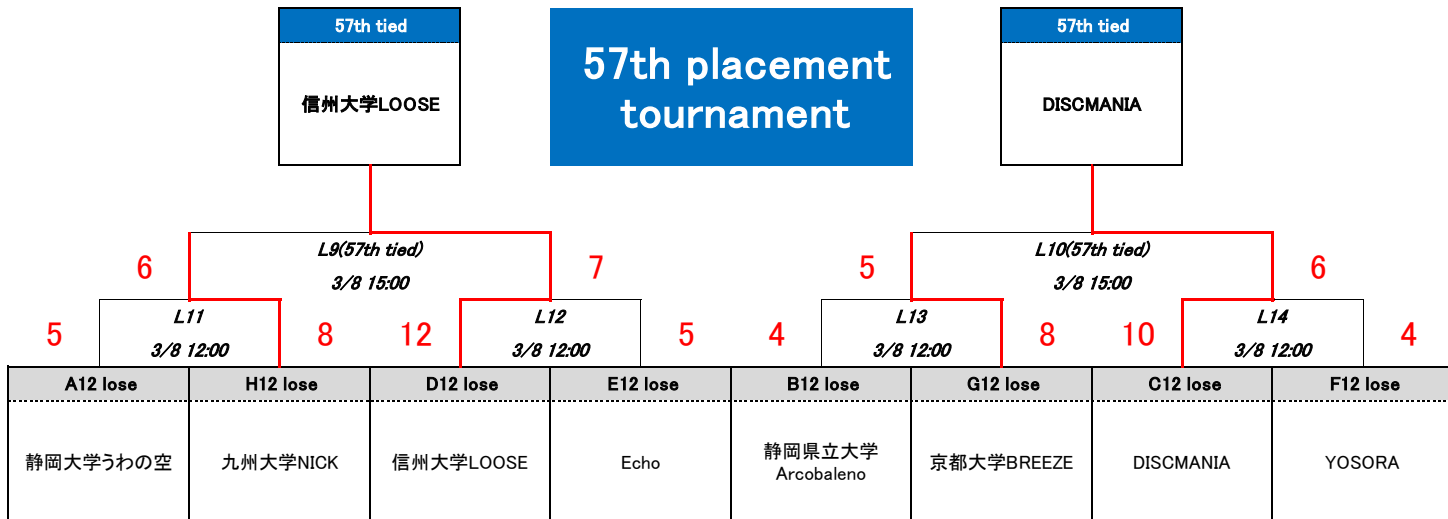 57th tied
57th placement
tournament
57th tied
信州大学LOOSE
DISCMANIA
L9(57th tied)
L10(57th tied)
6
7
5
6
3/8 15:00
3/8 15:00
L11
L12
L13
L14
5
8
12
5
4
8
10
4
3/8 12:00
3/8 12:00
3/8 12:00
3/8 12:00
A12 lose
H12 lose
D12 lose
E12 lose
B12 lose
G12 lose
C12 lose
F12 lose
静岡大学うわの空
九州大学NICK
信州大学LOOSE
Echo
静岡県立大学
Arcobaleno
京都大学BREEZE
DISCMANIA
YOSORA